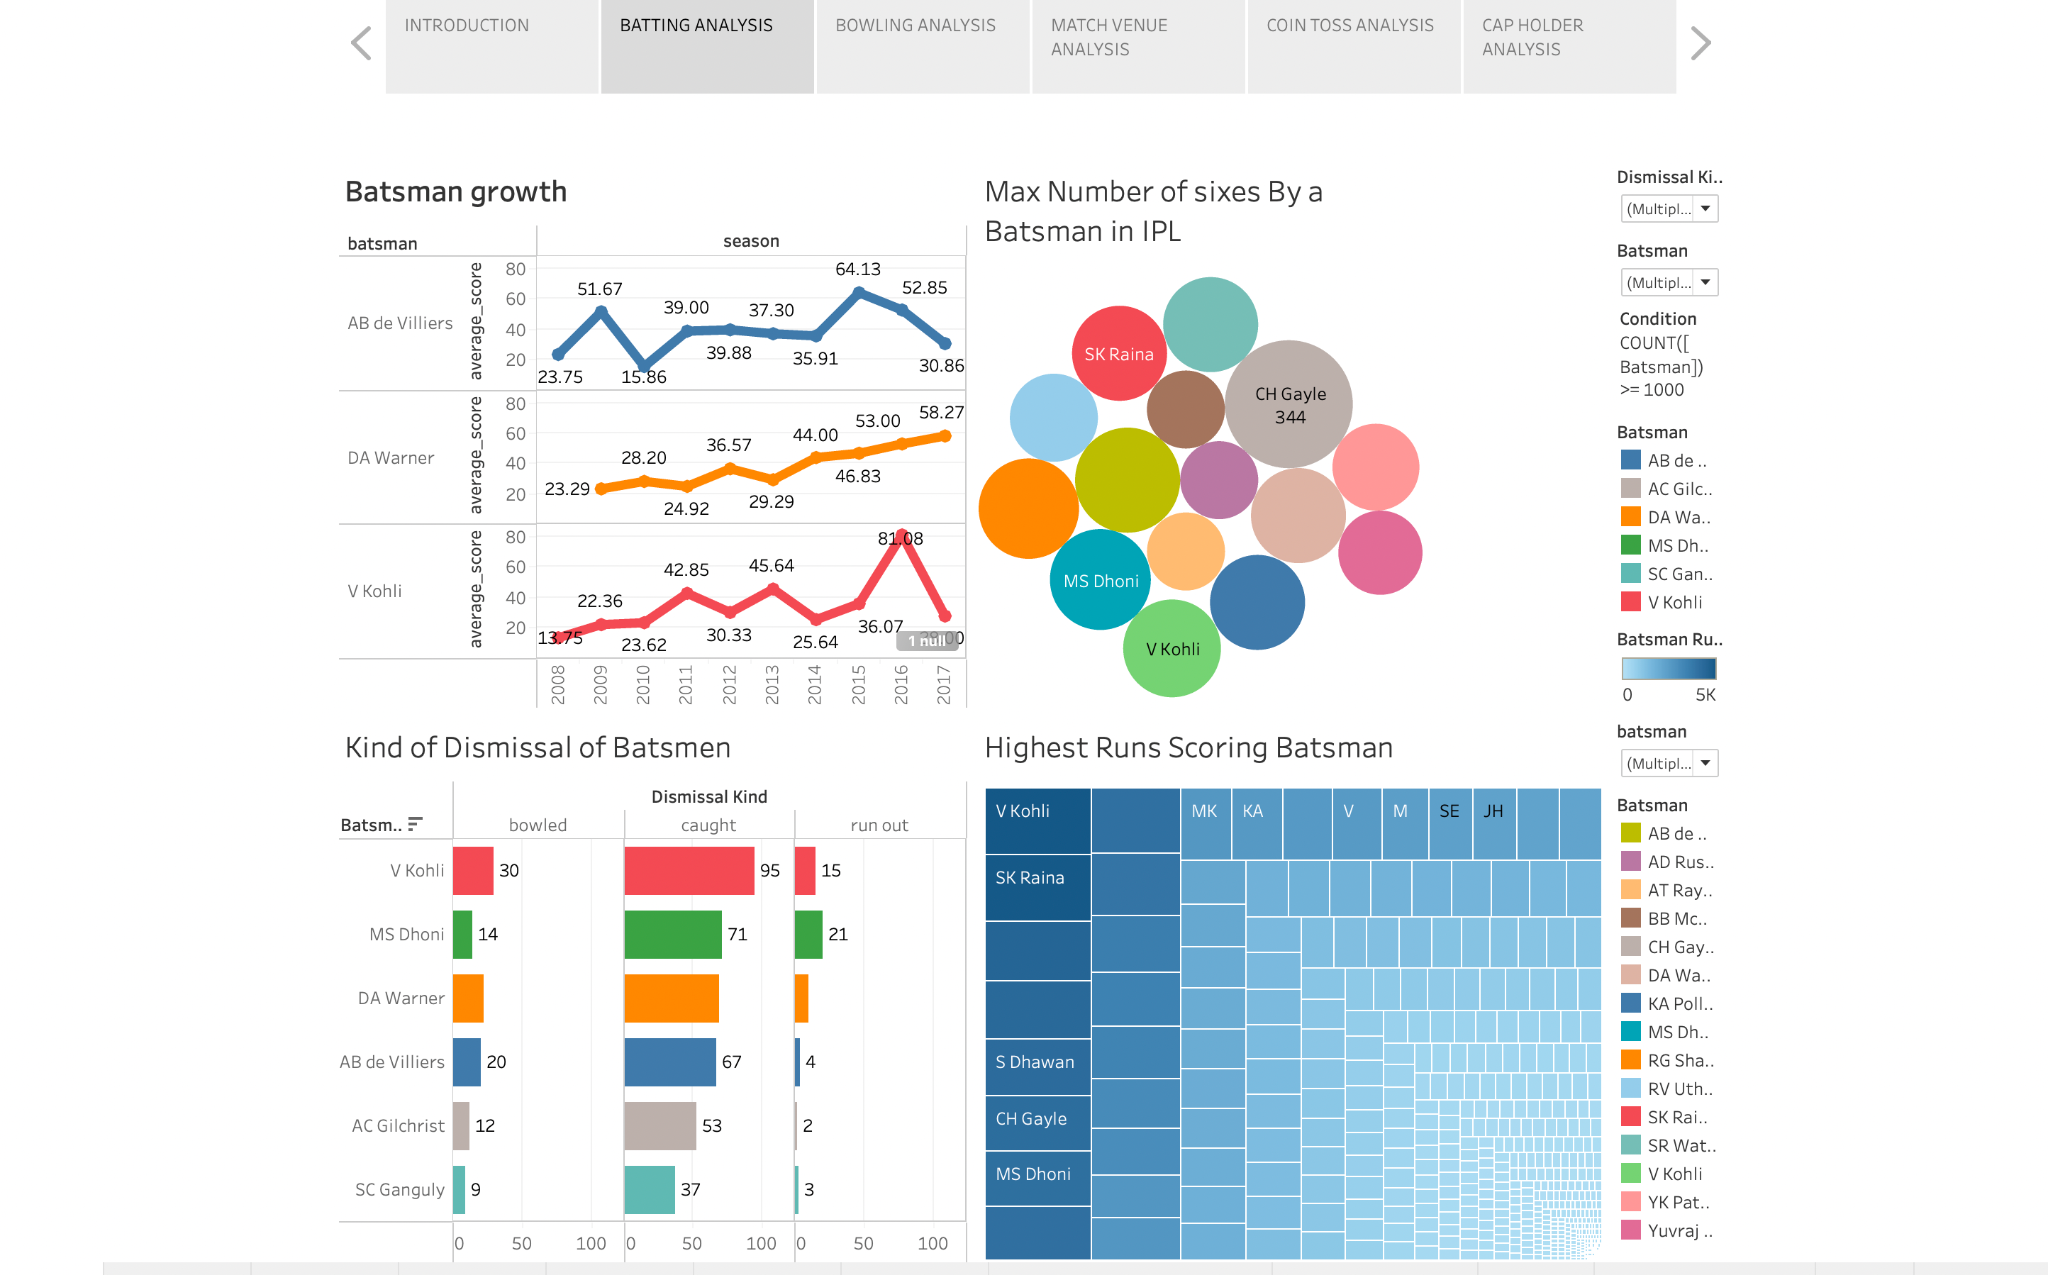 INTRODUCTION
BATTING ANALYSIS
BOWLING ANALYSIS
MATCH VENUE
ANALYSIS
COIN TOSS ANALYSIS
CAP HOLDER
ANALYSIS
Batsman growth
batsman
season
AB de Villiers
average_score
80
60
40
20
23.75
51.67
15.86
39.00
39.88
37.30
35.91
64.13
52.85
30.86
DA Warner
average_score
80
60
40
20
23.29
28.20
24.92
36.57
29.29
44.00
46.83
53.00
58.27
V Kohli
average_score
80
60
40
20
13.75
22.36
23.62
42.85
30.33
45.64
25.64
36.07
81.08
1 null
2008
2009
2010
2011
2012
2013
2014
2015
2016
2017
Max Number of sixes By a
Batsman in IPL
SK Raina
CH Gayle
344
MS Dhoni
V Kohli
Kind of Dismissal of Batsmen
Dismissal Kind
Batsm..
bowled
caught
run out
V Kohli 30 95 15
MS Dhoni 14 71 21
DA Warner
AB de Villiers 20 67 4
AC Gilchrist 12 53 2
SC Ganguly 9 37 3
0 50 100 0 50 100 0 50 100
Highest Runs Scoring Batsman
V Kohli
MK
KA
V
M
SE
JH
SK Raina
S Dhawan
CH Gayle
MS Dhoni
Dismissal Ki..
(Multipl...
Batsman
(Multipl...
Condition
COUNT([
Batsman])
>= 1000
Batsman
AB de ..
AC Gilc..
DA Wa..
MS Dh..
SC Gan..
V Kohli
Batsman Ru..
0 5K
batsman
(Multipl...
Batsman
AB de ..
AD Rus..
AT Ray..
BB Mc..
CH Gay..
DA Wa..
KA Poll..
MS Dh..
RG Sha..
RV Uth..
SK Rai..
SR Wat..
V Kohli
YK Pat..
Yuvraj ..